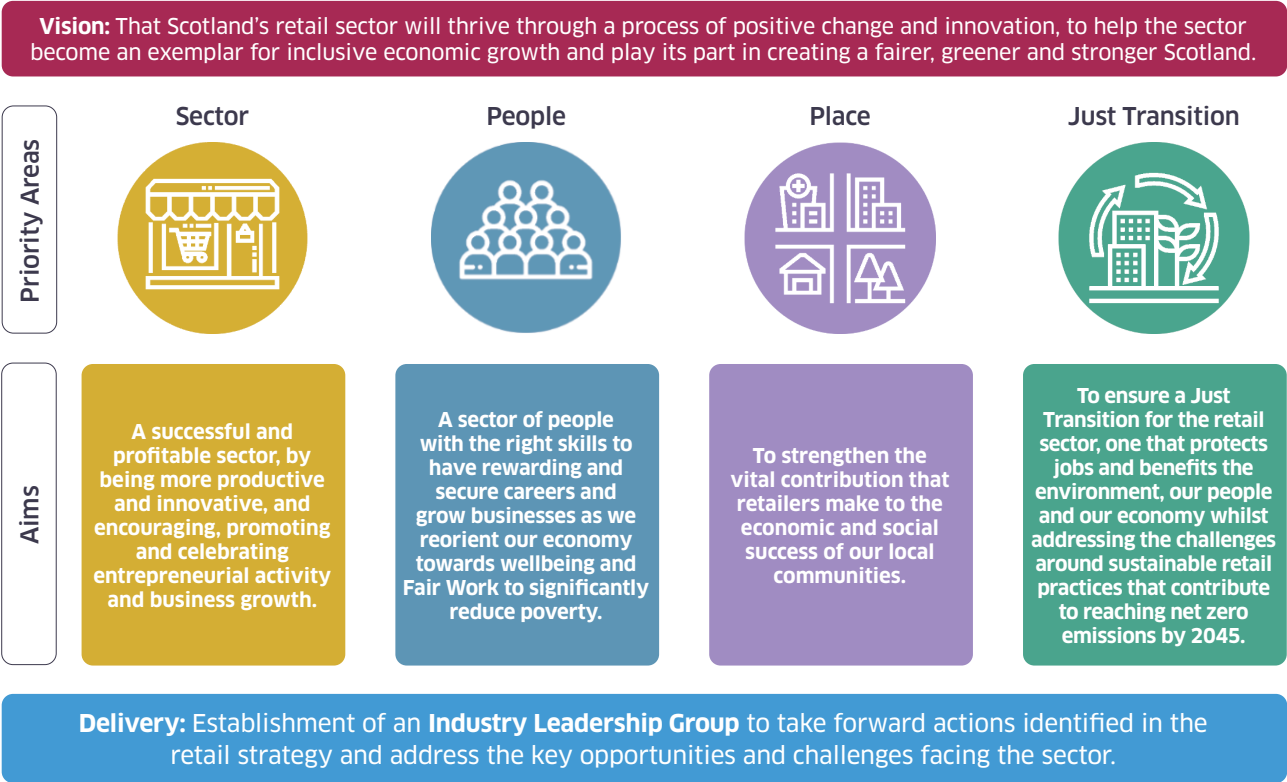 Vision: That Scotland’s retail sector will thrive through a process of positive change and innovation, to help the sector
become an exemplar for inclusive economic growth and play its part in creating a fairer, greener and stronger Scotland.
Priority Areas
Sector
People
Place
Just Transition
Aims
A successful and
profitable sector, by
being more productive
and innovative, and
encouraging, promoting
and celebrating
entrepreneurial activity
and business growth.
A sector of people
with the right skills to
have rewarding and
secure careers and
grow businesses as we
reorient our economy
towards wellbeing and
Fair Work to significantly
reduce poverty.
To strengthen the
vital contribution that
retailers make to the
economic and social
success of our local
communities.
To ensure a Just
Transition for the retail
sector, one that protects
jobs and benefits the
environment, our people
and our economy whilst
addressing the challenges
around sustainable retail
practices that contribute
to reaching net zero
emissions by 2045.
Delivery: Establishment of an Industry Leadership Group to take forward actions identified in the
retail strategy and address the key opportunities and challenges facing the sector.